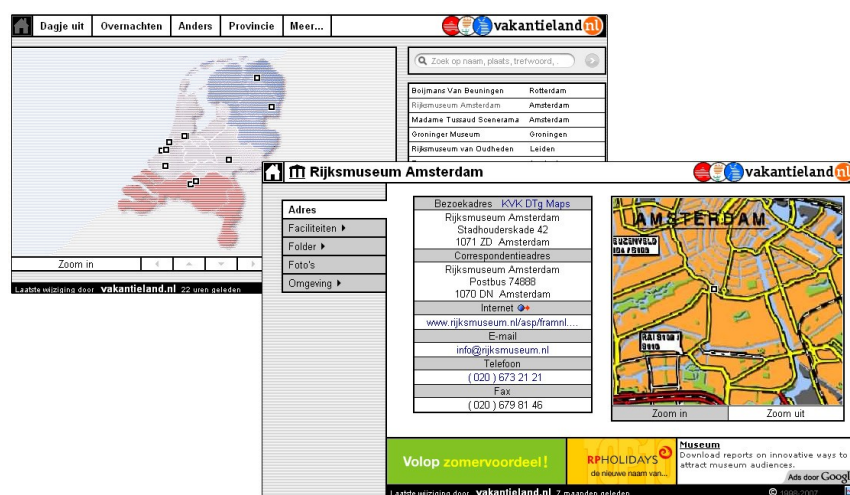 Dagje uit Overnachten Anders Provincie Meer... vakantieland nl
Zoek op naam, plaats, trefwoord, .
Boijmans Van Beuningen Rotterdam
Rijksmuseum Amsterdam Amsterdam
Madame Tussaud Scenerama Amsterdam
Groninger Museum Groningen
Rijksmuseum van Oudheden Leiden
Zoom in
Laatste wijziging door vakantieland.nl 22 uren geleden
Rijksmuseum Amsterdam vakantieland nl
Adres
Faciliteiten
Folder
Foto's
Omgeving
Bezoekadres KVK DTg Maps
Rijksmuseum Amsterdam
Stadhouderskade 42
1071 ZD Amsterdam
Correspondentieadres
Rijksmuseum Amsterdam
Postbus 74888
1070 DN Amsterdam
Internet
www.rijksmuseum.nl/asp/framnl....
E-mail
info@rijksmuseum.nl
Telefoon
( 020 ) 673 21 21
Fax
( 020 ) 679 81 46
AMSTERDAM
Zoom in Zoom uit
Volop zomervoordeel!
RPHOLIDAYS
de nieuwe naam van...
Museum
Download reports on innovative ways to
attract museum audiences.
Ads door Googl
Laatste wijziging door vakantieland.nl 7 maanden geleden © 1998-2007